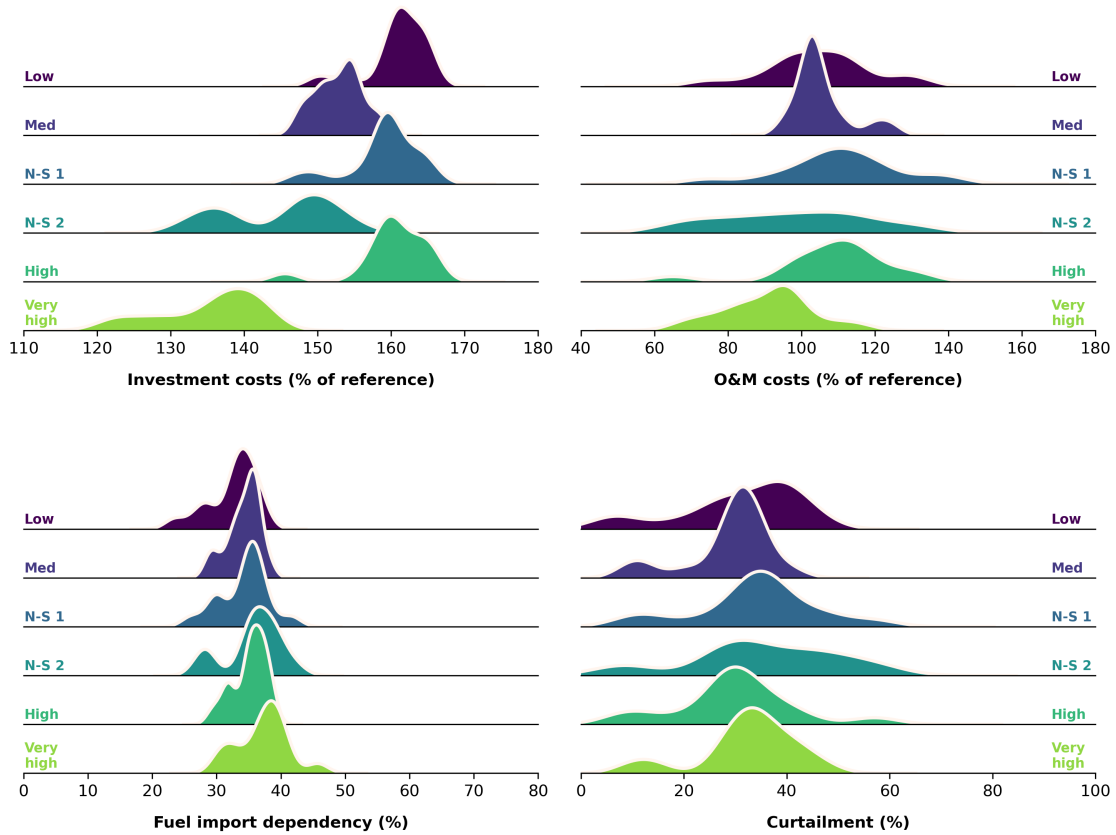 Low
Med
N-S 1
N-S 2
High
Very
high
110 120 130 140 150 160 170 180
Investment costs (% of reference)
Low
Med
N-S 1
N-S 2
High
Very
high
40 60 80 100 120 140 160 180
O&M costs (% of reference)
Low
Med
N-S 1
N-S 2
High
Very
high
0 10 20 30 40 50 60 70 80
Fuel import dependency (%)
Low
Med
N-S 1
N-S 2
High
Very
high
0 20 40 60 80 100
Curtailment (%)